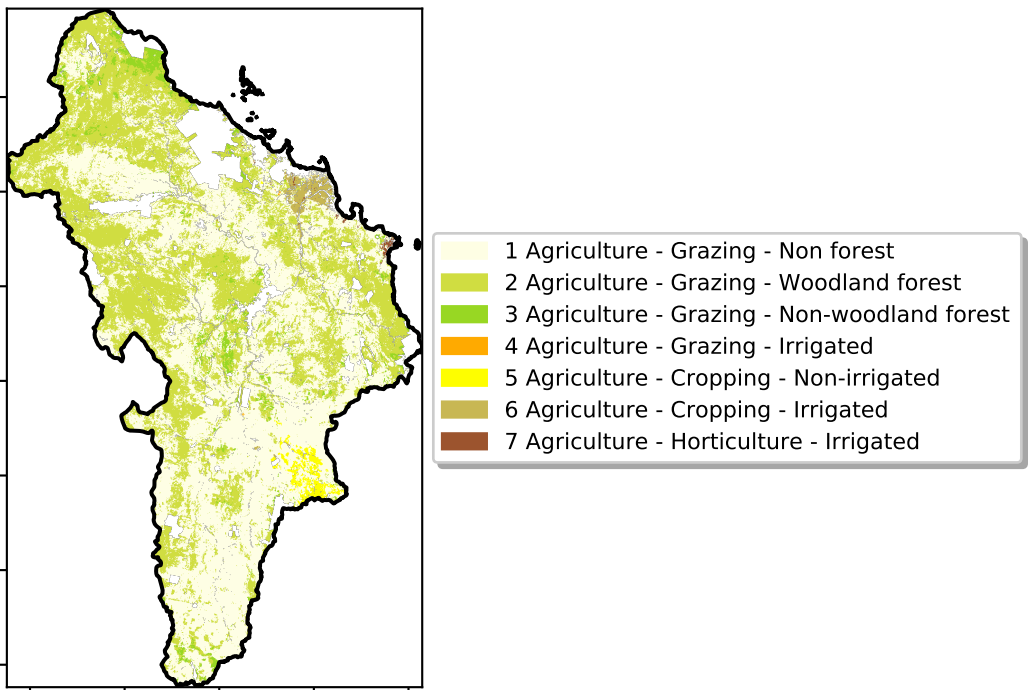 1 Agriculture - Grazing - Non forest
2 Agriculture - Grazing - Woodland forest
3 Agriculture - Grazing - Non-woodland forest
4 Agriculture - Grazing - Irrigated
5 Agriculture - Cropping - Non-irrigated
6 Agriculture - Cropping - Irrigated
7 Agriculture - Horticulture - Irrigated